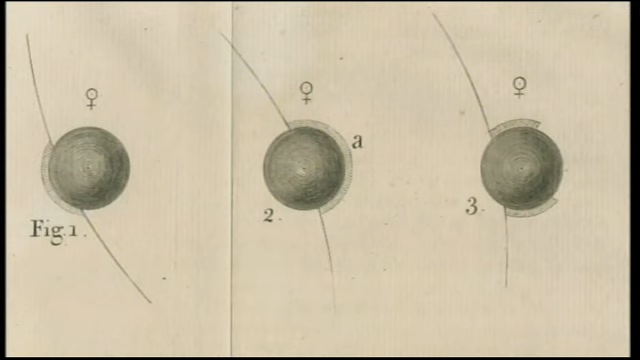 ♀ ♀ ♀
a
Fig.1. 2. 3.